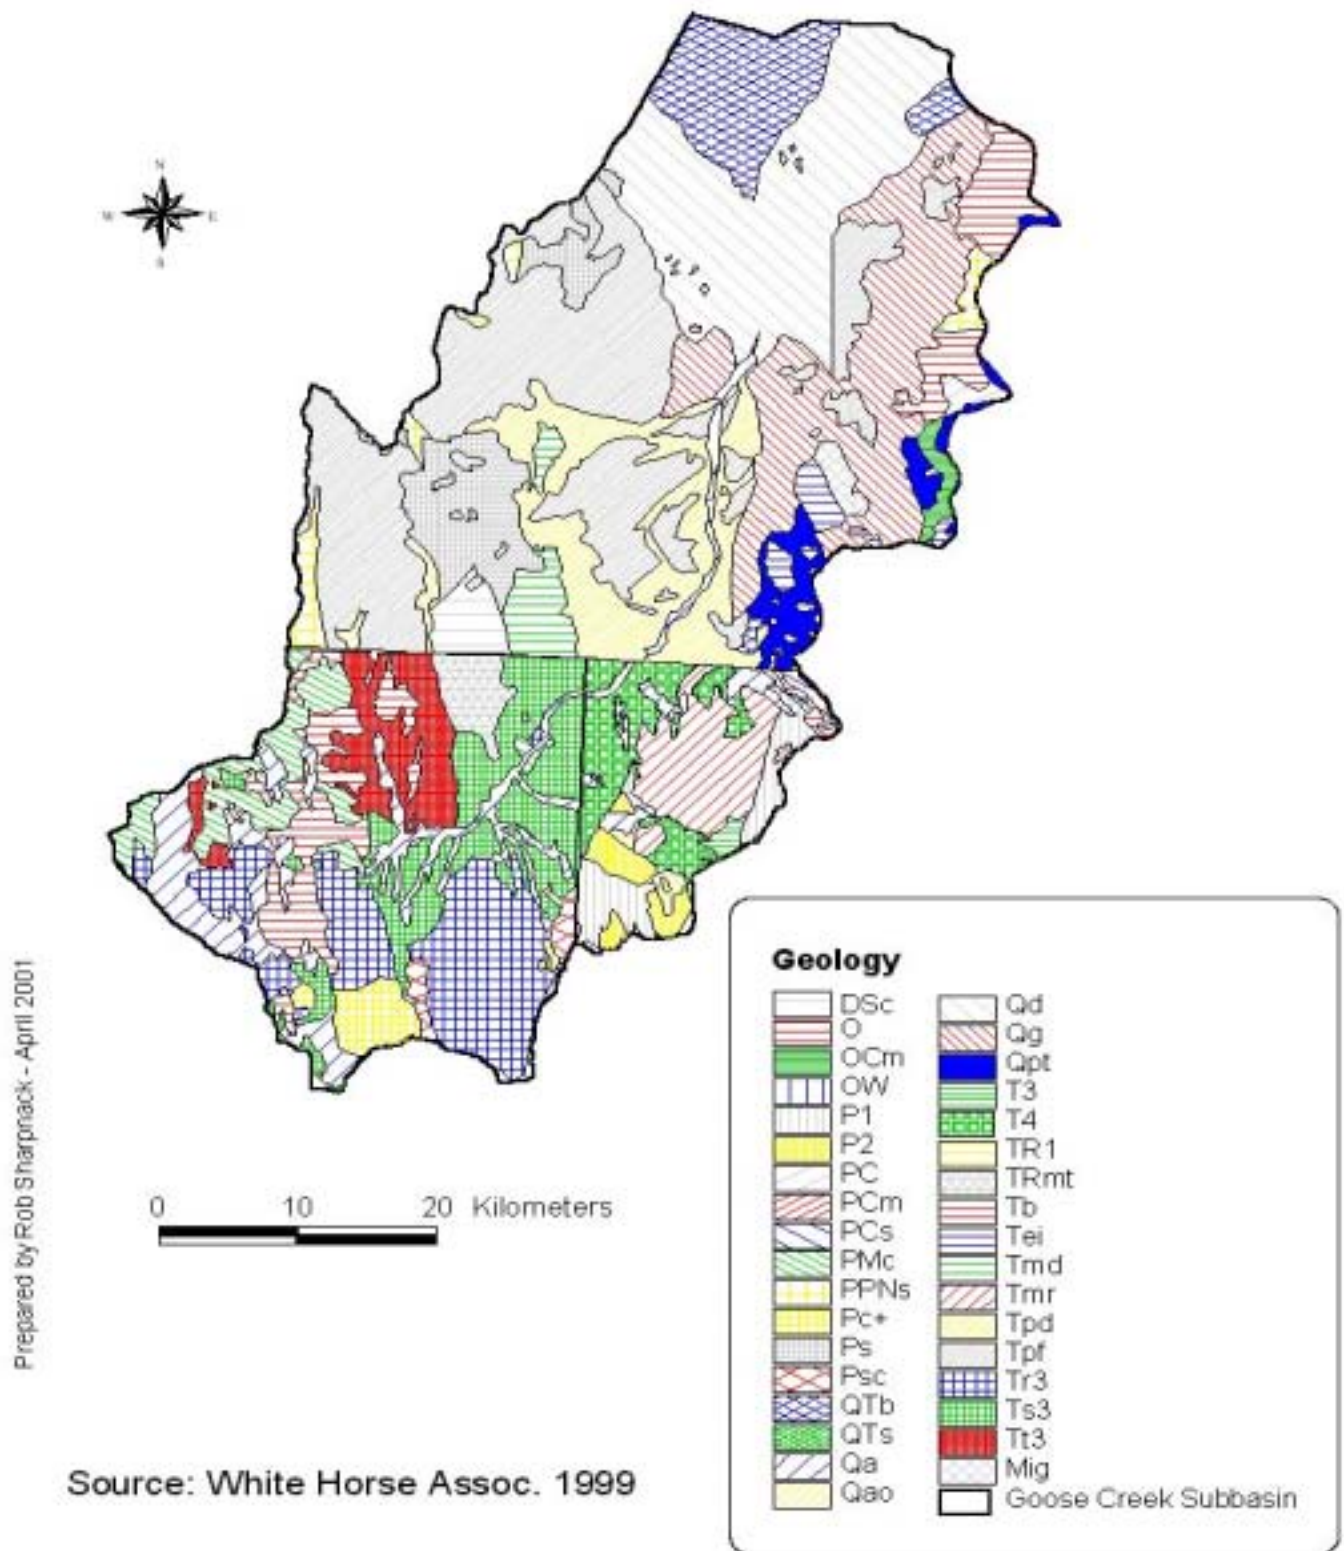 N
W E
S
0 10 20 Kilometers
Prepared by Rob Sharpnack - April 2001
Source: White Horse Assoc. 1999
Geology
DSc
O
OCm
OW
P1
P2
PC
PCm
PCs
PMc
PPNs
Pc+
Ps
Psc
QTb
QTs
Qa
Qao
Qd
Qg
Qpt
T3
T4
TR1
TRmt
Tb
Tei
Tmd
Tmr
Tpd
Tpf
Tr3
Ts3
Tt3
Mig
Goose Creek Subbasin